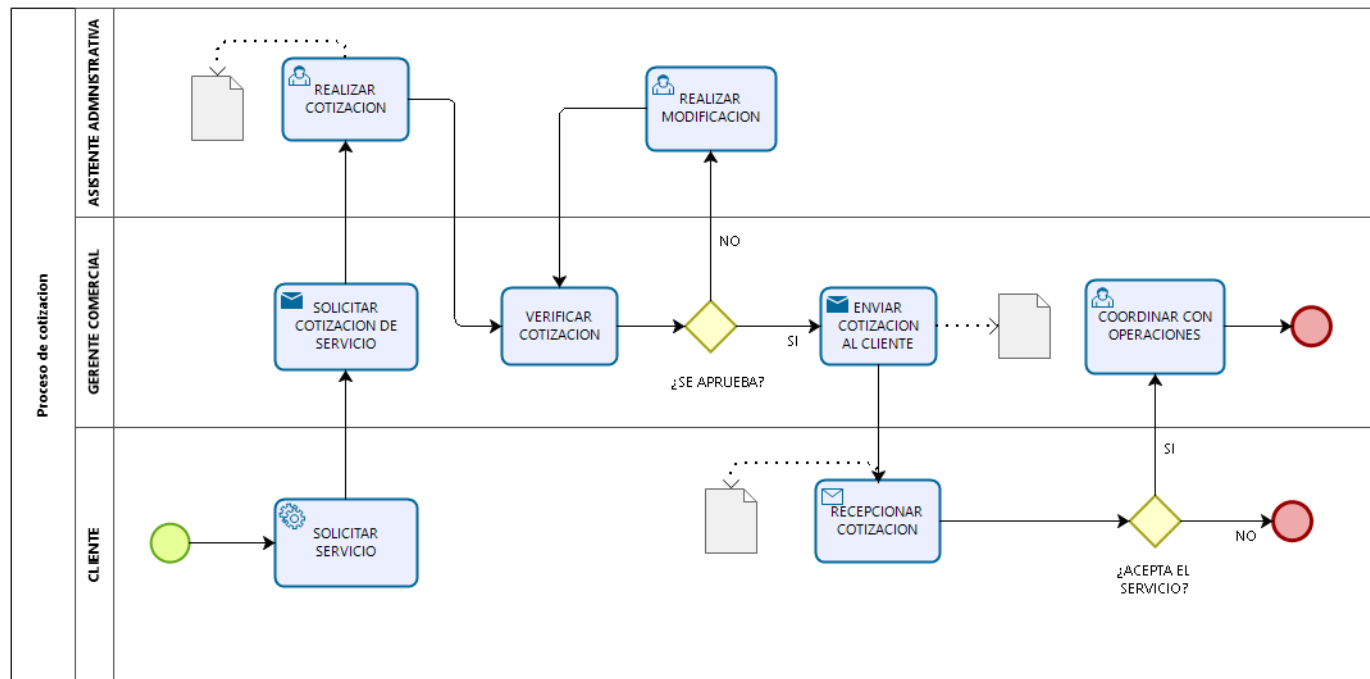 Proceso de cotizacion
ASISTENTE ADMNISTRATIVA
REALIZAR
COTIZACION
REALIZAR
MODIFICACION
GERENTE COMERCIAL
SOLICITAR
COTIZACION DE
SERVICIO
VERIFICAR
COTIZACION
NO
¿SE APRUEBA?
SI
ENVIAR
COTIZACION
AL CLIENTE
COORDINAR CON
OPERACIONES
CLIENTE
SOLICITAR
SERVICIO
RECEPCIONAR
COTIZACION
SI
¿ACEPTA EL
SERVICIO?
NO